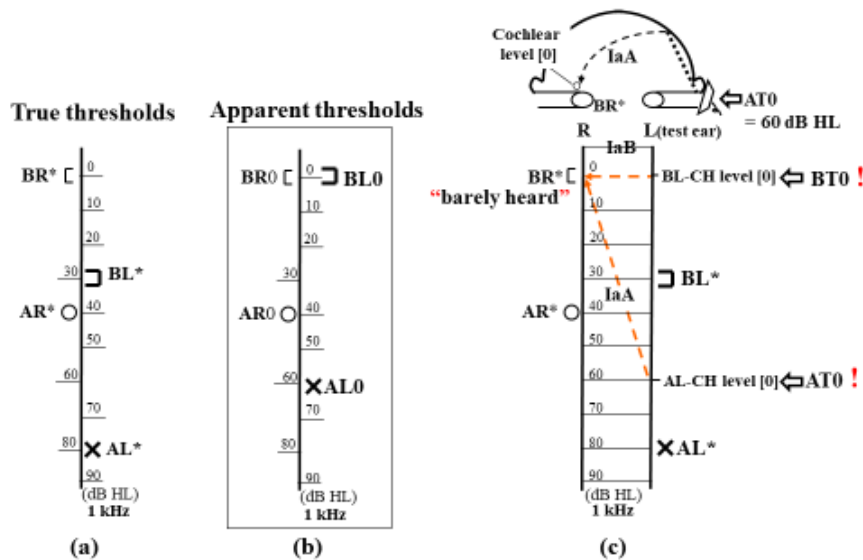 Cochlear
level [0]
IaA
BR*
AT0
= 60 dB HL
R
L(test ear)
IaB
True thresholds
BR*
0
10
20
30
BL*
AR*
40
50
60
70
80
AL*
90
(dB HL)
1 kHz
(a)
Apparent thresholds
BR0
0
BL0
10
20
30
AR0
40
50
60
AL0
70
80
90
(dB HL)
1 kHz
(b)
BR*
0
BL-CH level [0]
BT0 !
"barely heard"
10
20
30
BL*
IaA
AR*
40
50
60
AL-CH level [0]
AT0 !
70
80
AL*
90
(dB HL)
1 kHz
(c)